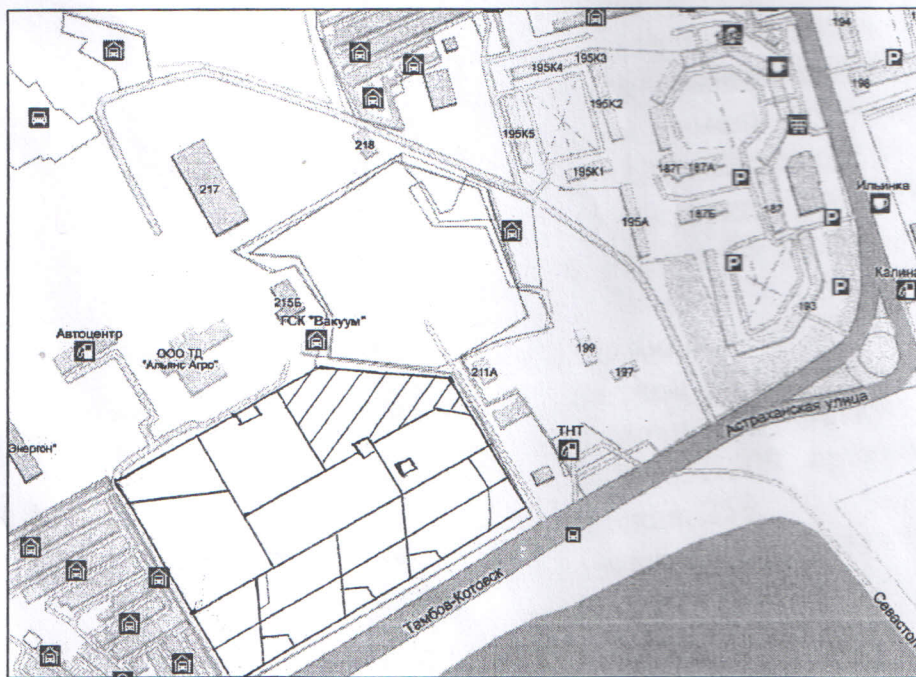 194
P
195К4
195К3
196
195К2
195К5
218
217
195К1
187Г
187А
P
Ильинка
195А
187Б
187
P
Калина
P
P
193
215Б
ГСК "Вакуум"
Автоцентр
ООО ТД
"Альянс Агро"
199
211А
197
Астраханская улица
ТНТ
Энергон"
Тамбов-Котовск
Севастоп